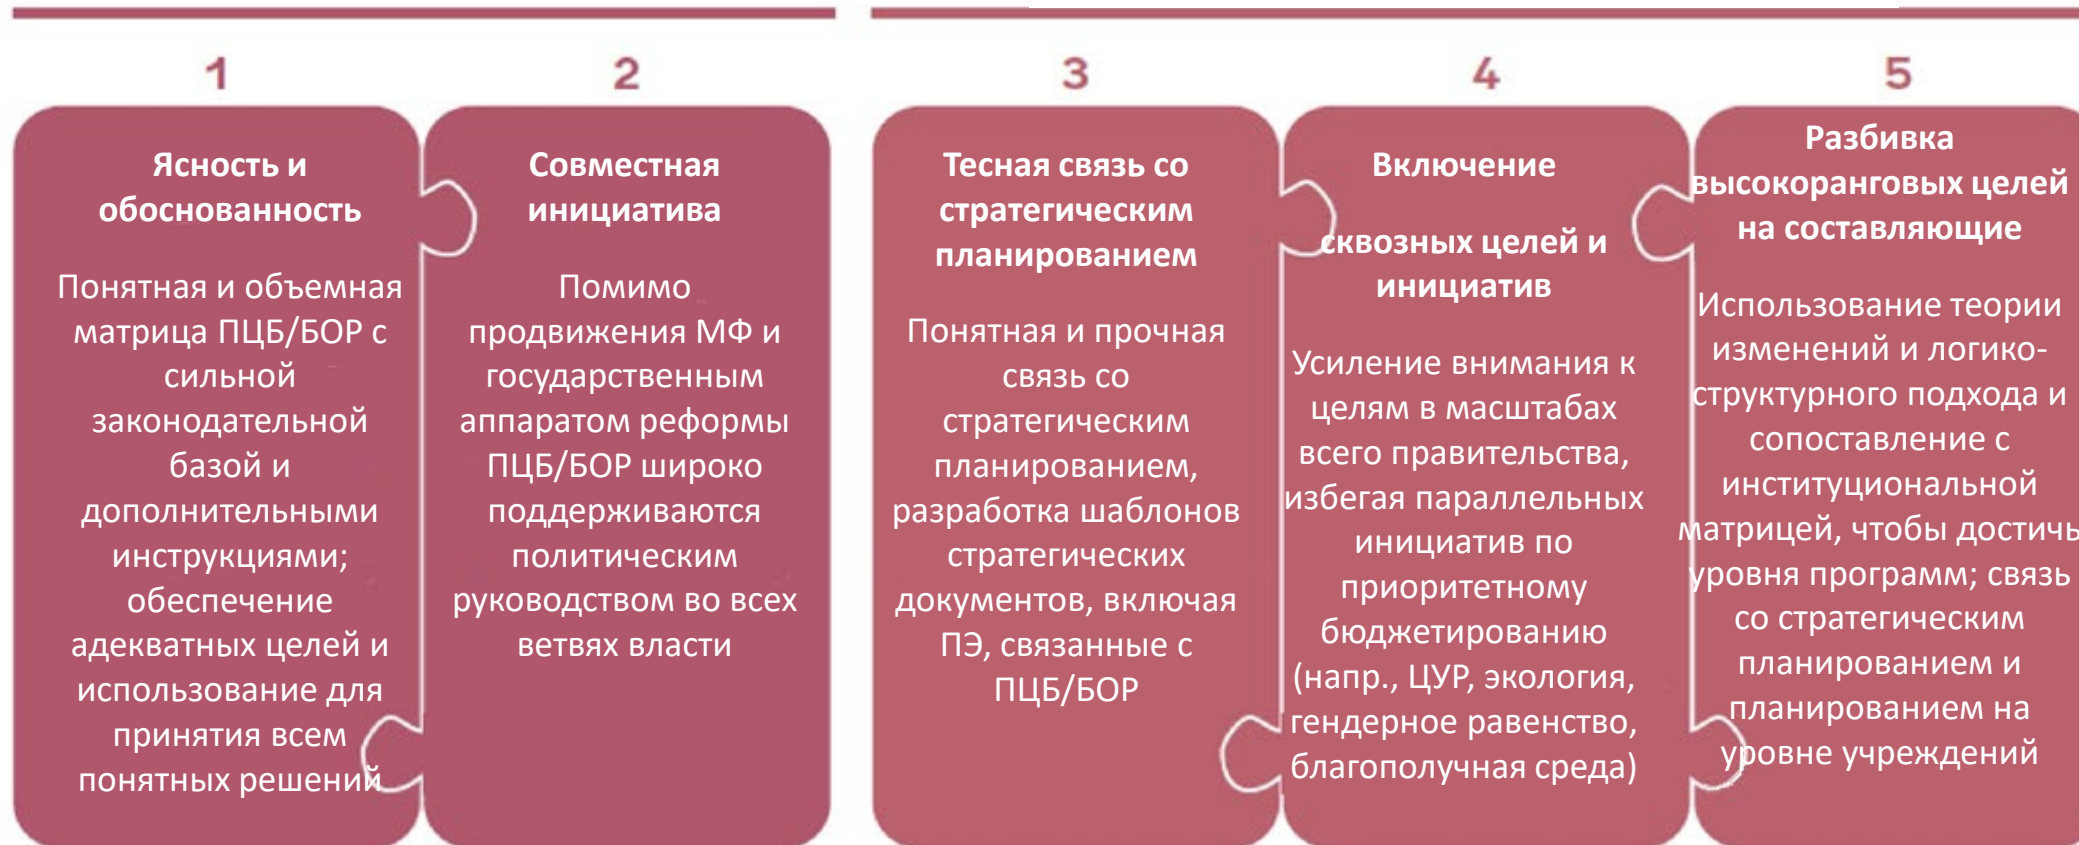 1
Ясность и
обоснованность
Понятная и объемная
матрица ПЦБ/БОР с
сильной
законодательной
базой и
дополнительными
инструкциями;
обеспечение
адекватных целей и
использование для
принятия всем
понятных решений
2
Совместная
инициатива
Помимо
продвижения МФ и
государственным
аппаратом реформы
ПЦБ/БОР широко
поддерживаются
политическим
руководством во всех
ветвях власти
3
Тесная связь со
стратегическим
планированием
Понятная и прочная
связь со
стратегическим
планированием,
разработка шаблонов
стратегических
документов, включая
ПЭ, связанные с
ПЦБ/БОР
4
Включение
сквозных целей и
инициатив
Усиление внимания к
целям в масштабах
всего правительства,
избегая параллельных
инициатив по
приоритетному
бюджетированию
(напр., ЦУР, экология,
гендерное равенство,
благополучная среда)
5
Разбивка
высокоранговых целей
на составляющие
Использование теории
изменений и логико-
структурного подхода и
сопоставление с
институциональной
матрицей, чтобы достичь
уровня программ; связь
со стратегическим
планированием и
планированием на
уровне учреждений